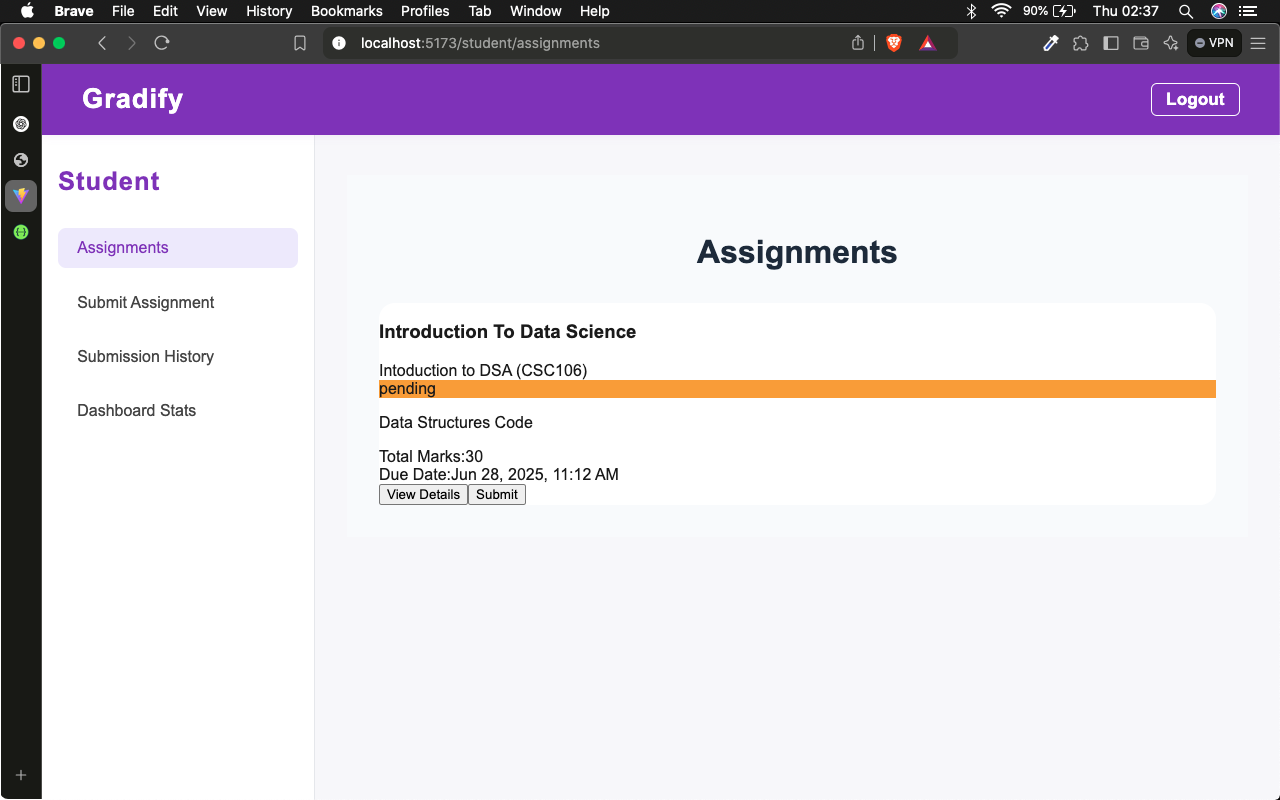 Brave File Edit View History Bookmarks Profiles Tab Window Help 90% Thu 02:37
localhost:5173/student/assignments VPN
Gradify Logout
Student
Assignments
Submit Assignment
Submission History
Dashboard Stats
Assignments
Introduction To Data Science
Intoduction to DSA (CSC106)
pending
Data Structures Code
Total Marks:30
Due Date:Jun 28, 2025, 11:12 AM
View Details Submit